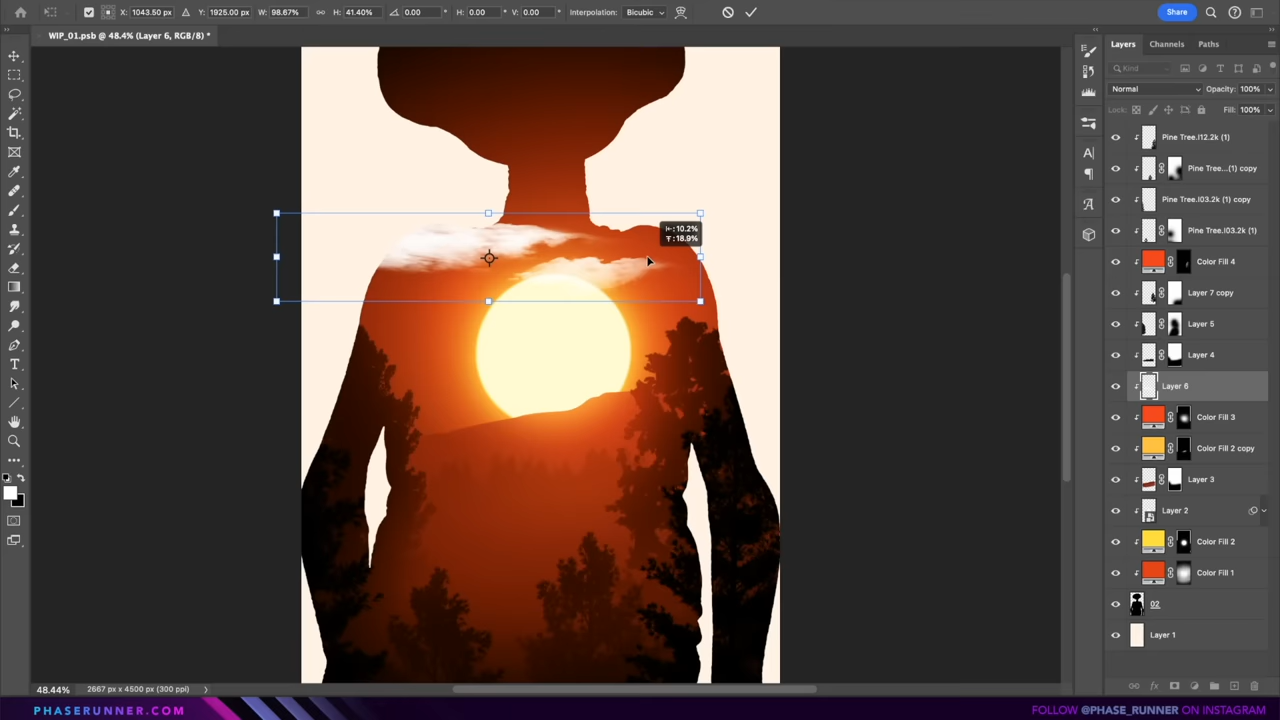 X: 1043.50 px Y: 1925.00 px W: 98.67% H: 41.40% 0.00 H: 0.00 V: 0.00 Interpolation: Bicubic Share
WIP_01.psb @ 48.4% (Layer 6, RGB/8) *
Layers Channels Paths
Kind
Normal Opacity: 100%
Lock: Fill: 100%
Pine Tree.I12.2k (1)
Pine Tree...(1) copy
Pine Tree.I03.2k (1) copy
Pine Tree.I03.2k (1)
Color Fill 4
Layer 7 copy
Layer 5
Layer 4
Layer 6
Color Fill 3
Color Fill 2 copy
Layer 3
Layer 2
Color Fill 2
Color Fill 1
02
Layer 1
: 10.2%
: 18.9%
48.44% 2667 px x 4500 px (300 ppi)
PHASERUNNER.COM
FOLLOW @PHASE_RUNNER ON INSTAGRAM